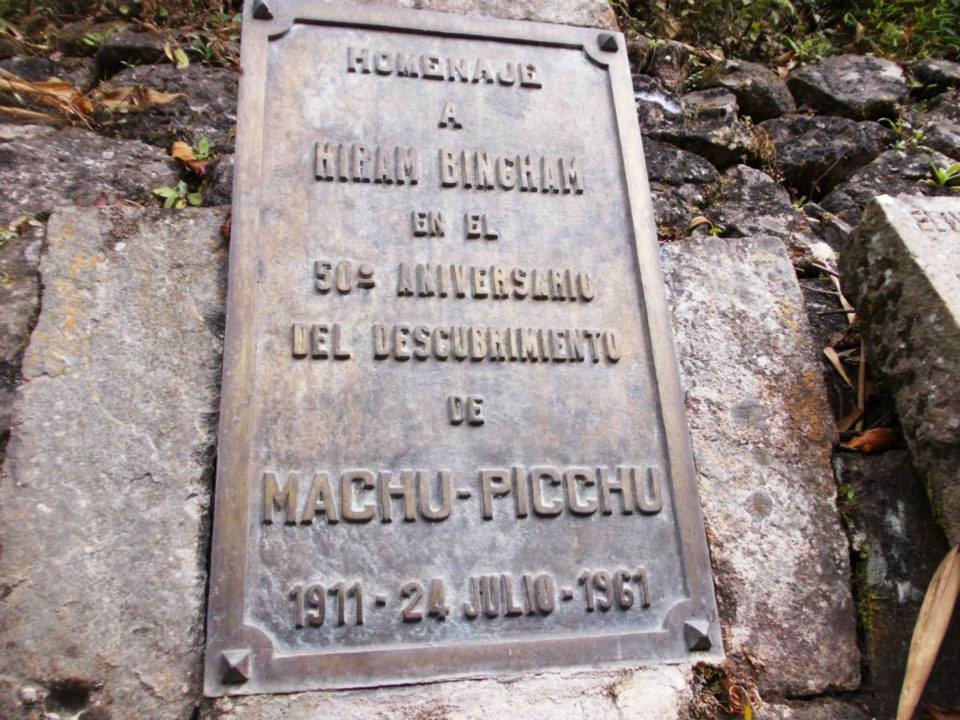 HOMENAJE
A
HIRAM BINGHAM
EN EL
50º ANIVERSARIO
DEL DESCUBRIMIENTO
DE
MACHU-PICCHU
1911 - 24 JULIO - 1961